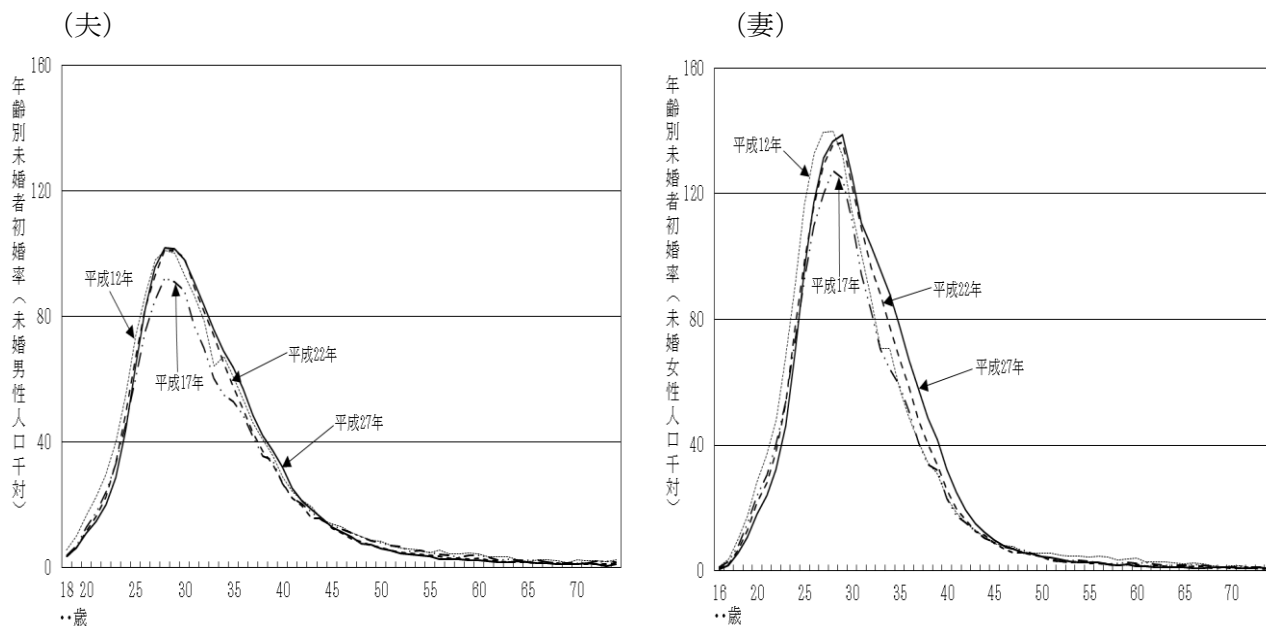 （夫）
年齢別未婚者初婚率（未婚男性人口千対）
160
120
80
40
0
平成12年
平成17年
平成22年
平成27年
18 20 25 30 35 40 45 50 55 60 65 70
‥歳
（妻）
年齢別未婚者初婚率（未婚女性人口千対）
180
120
80
40
0
平成12年
平成17年
平成22年
平成27年
16 20 25 30 35 40 45 50 55 60 65 70
‥歳